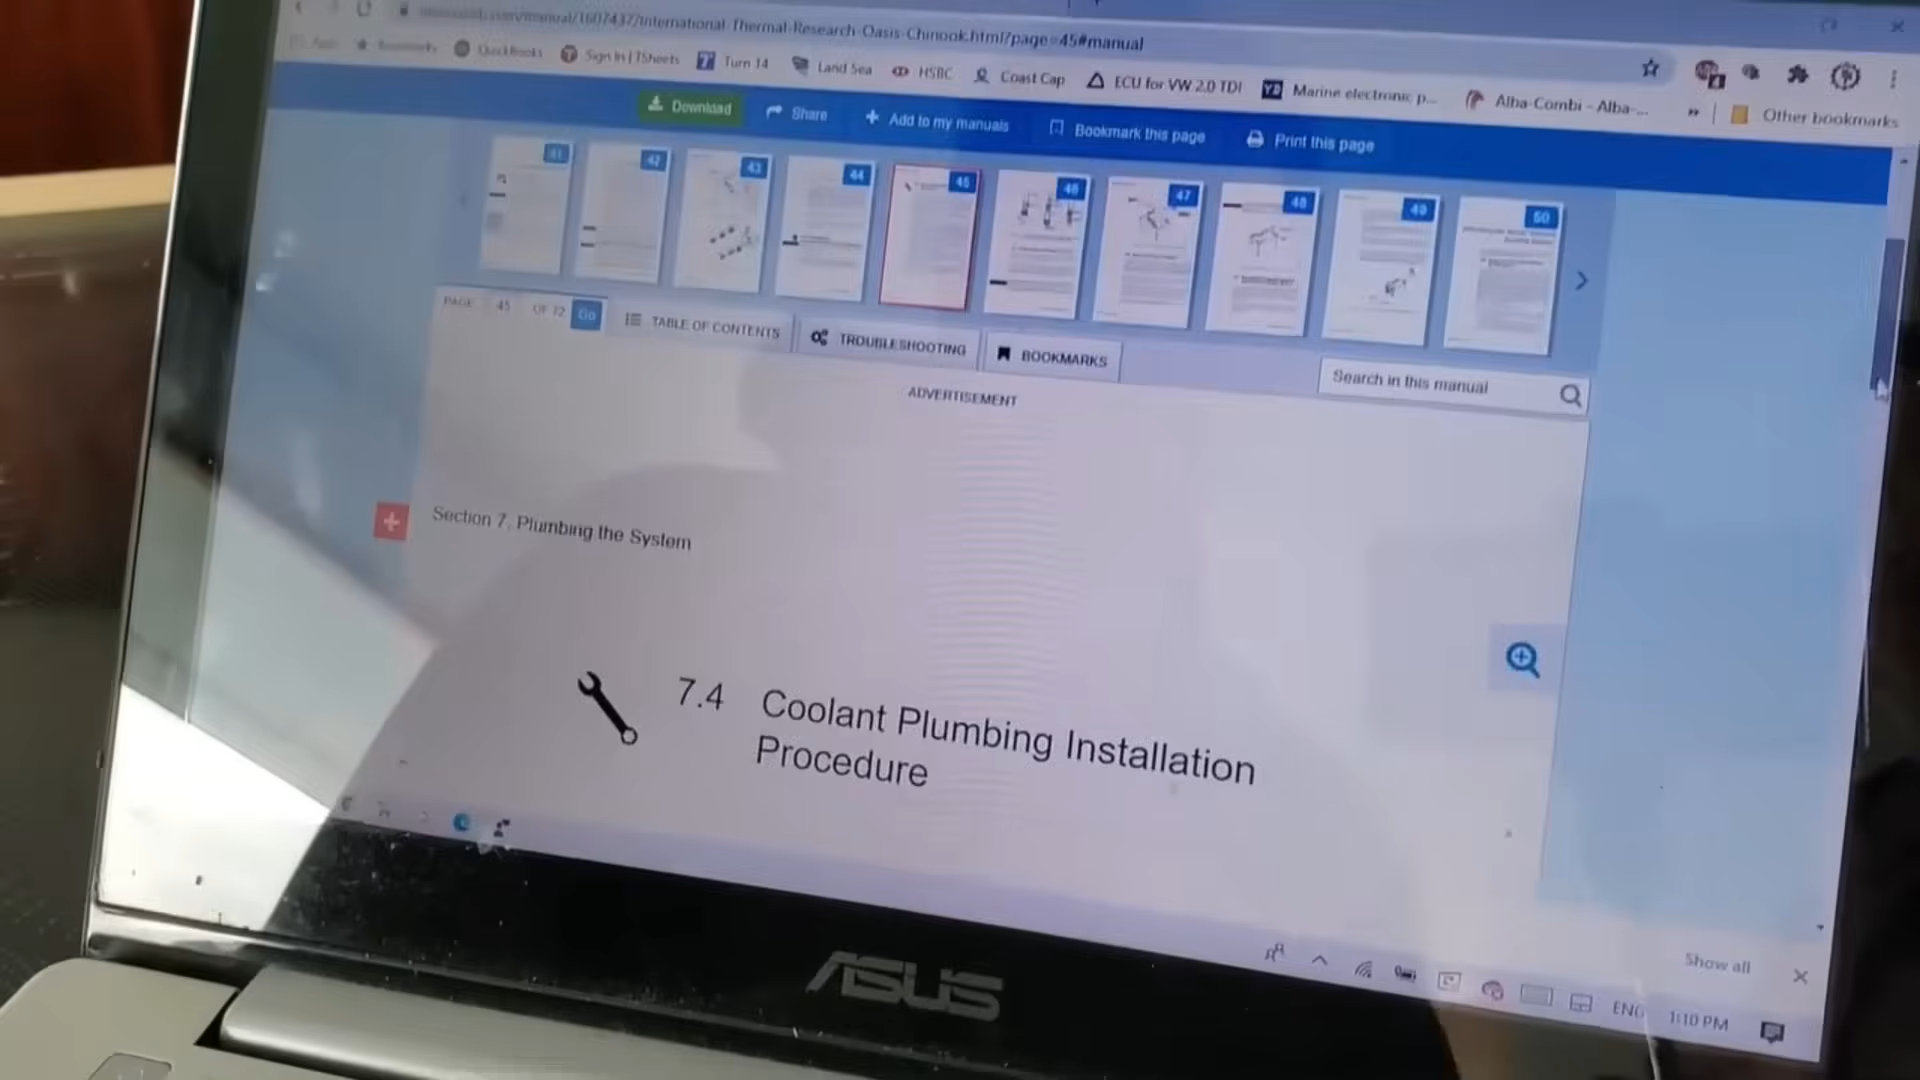 /manual/1607437/International-Thermal-Research-Oasis-Chinook.html?page=45#manual
Apps Bookmarks QuickBooks Sign In | TSheets Turn 14 Land Sea HSBC Coast Cap ECU for VW 2.0 TDI Marine electronic p... Alba-Combi - Alba-... » Other bookmarks
Download Share Add to my manuals Bookmark this page Print this page
41 42 43 44 45 46 47 48 49 50
PAGE 45 OF 72 Go TABLE OF CONTENTS TROUBLESHOOTING BOOKMARKS
Search in this manual
ADVERTISEMENT
Section 7. Plumbing the System
7.4 Coolant Plumbing Installation
Procedure
Show all
ENG 1:10 PM
ASUS